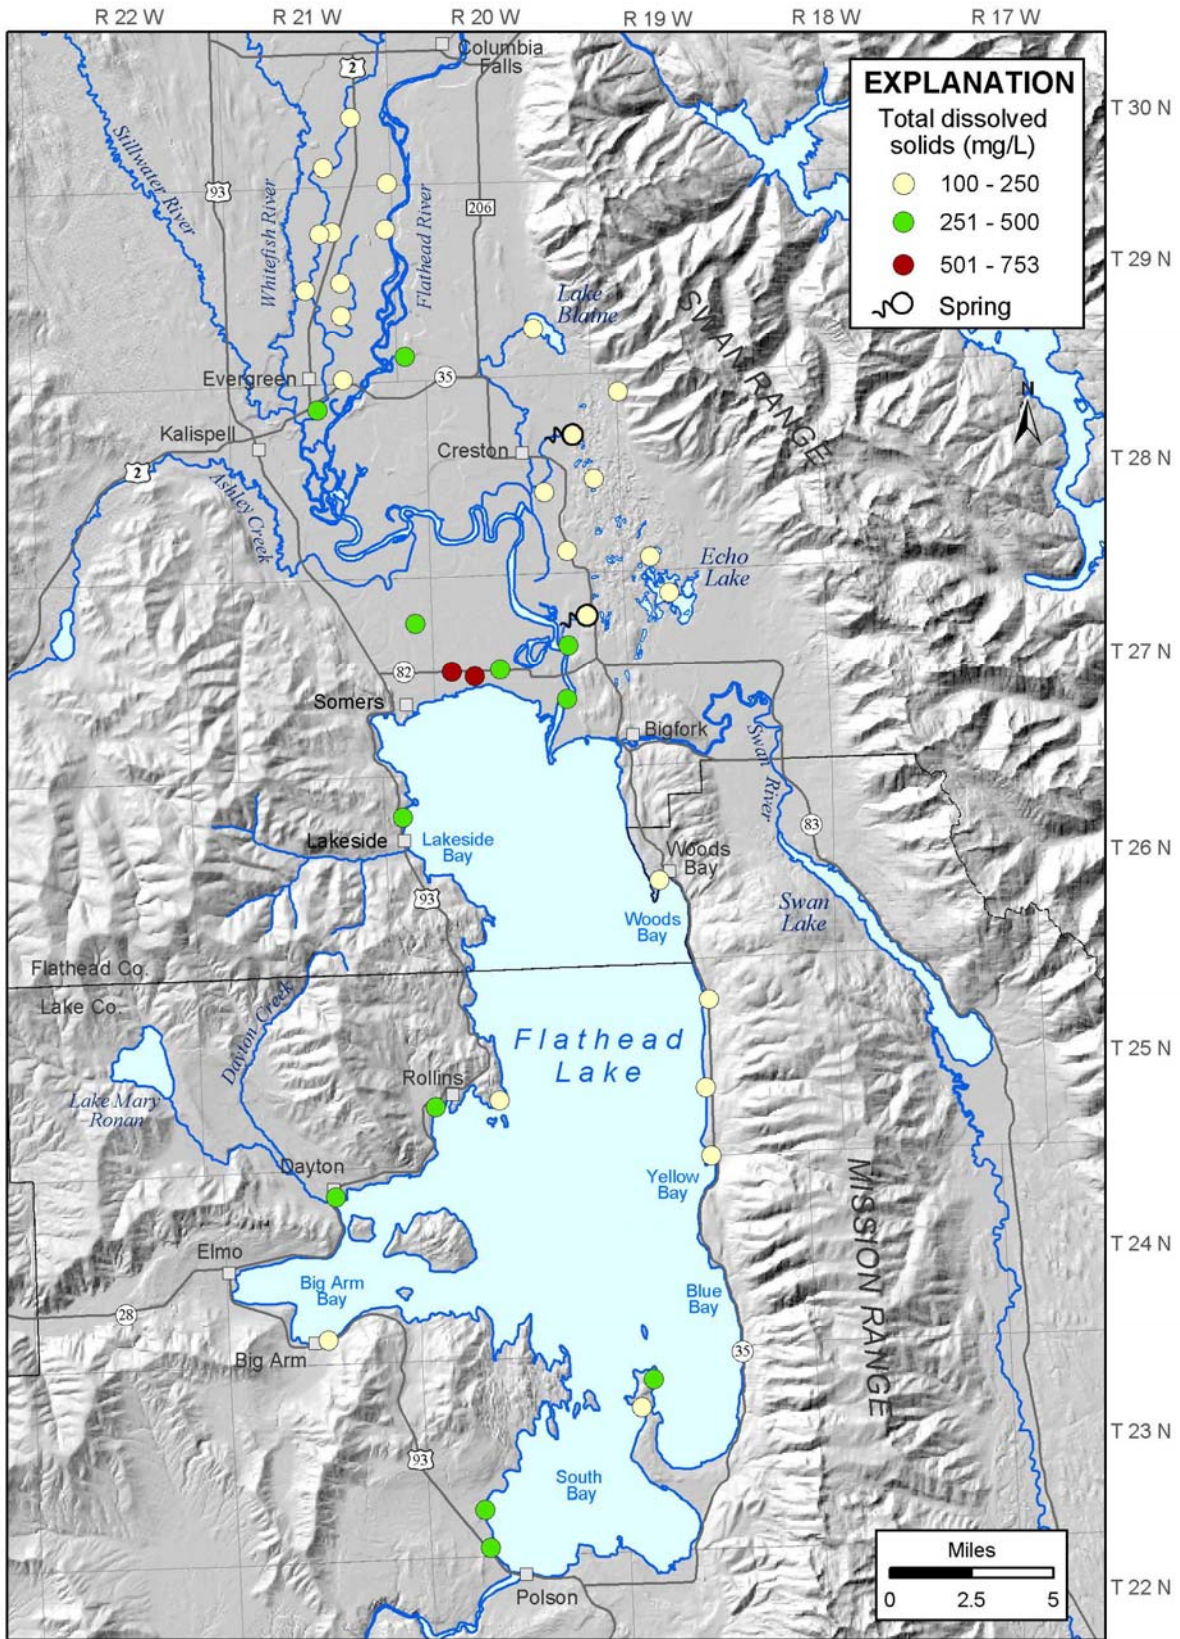 R 22 W
R 21 W
R 20 W
R 19 W
R 18 W
R 17 W
EXPLANATION
Total dissolved
solids (mg/L)
100 - 250
251 - 500
501 - 753
Spring
T 30 N
T 29 N
T 28 N
T 27 N
T 26 N
T 25 N
T 24 N
T 23 N
T 22 N
Columbia
Falls
2
Stillwater River
93
Whitefish River
Flathead River
206
Lake
Blaine
SWAN RANGE
N
Evergreen
35
Kalispell
Creston
2
Ashley Creek
Echo
Lake
82
Somers
Bigfork
Swan
River
83
Lakeside
Lakeside
Bay
Woods
Bay
93
Woods
Bay
Swan
Lake
Flathead Co.
Lake Co.
Dayton Creek
Flathead
Lake
Rollins
Lake Mary
Ronan
Dayton
Yellow
Bay
MISSION RANGE
Elmo
Big Arm
Bay
Blue
Bay
28
Big Arm
35
93
South
Bay
Polson
Miles
0
2.5
5